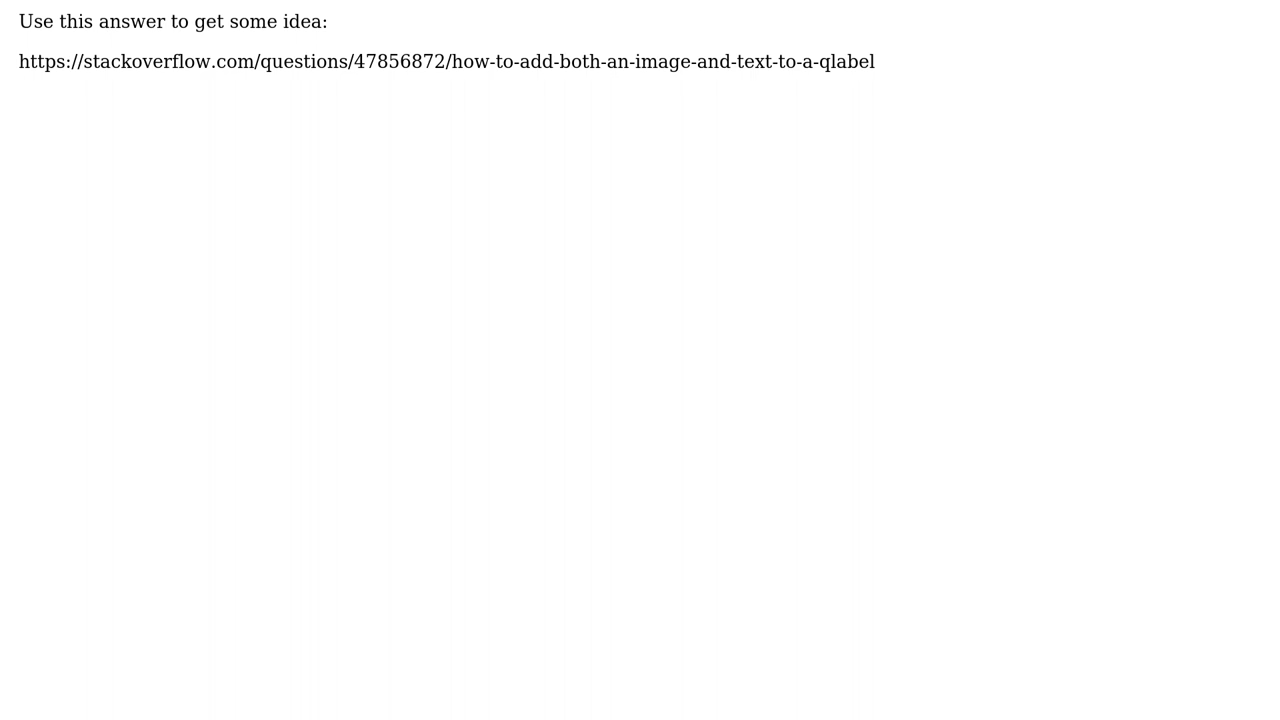 Use this answer to get some idea:
https://stackoverflow.com/questions/47856872/how-to-add-both-an-image-and-text-to-a-qlabel